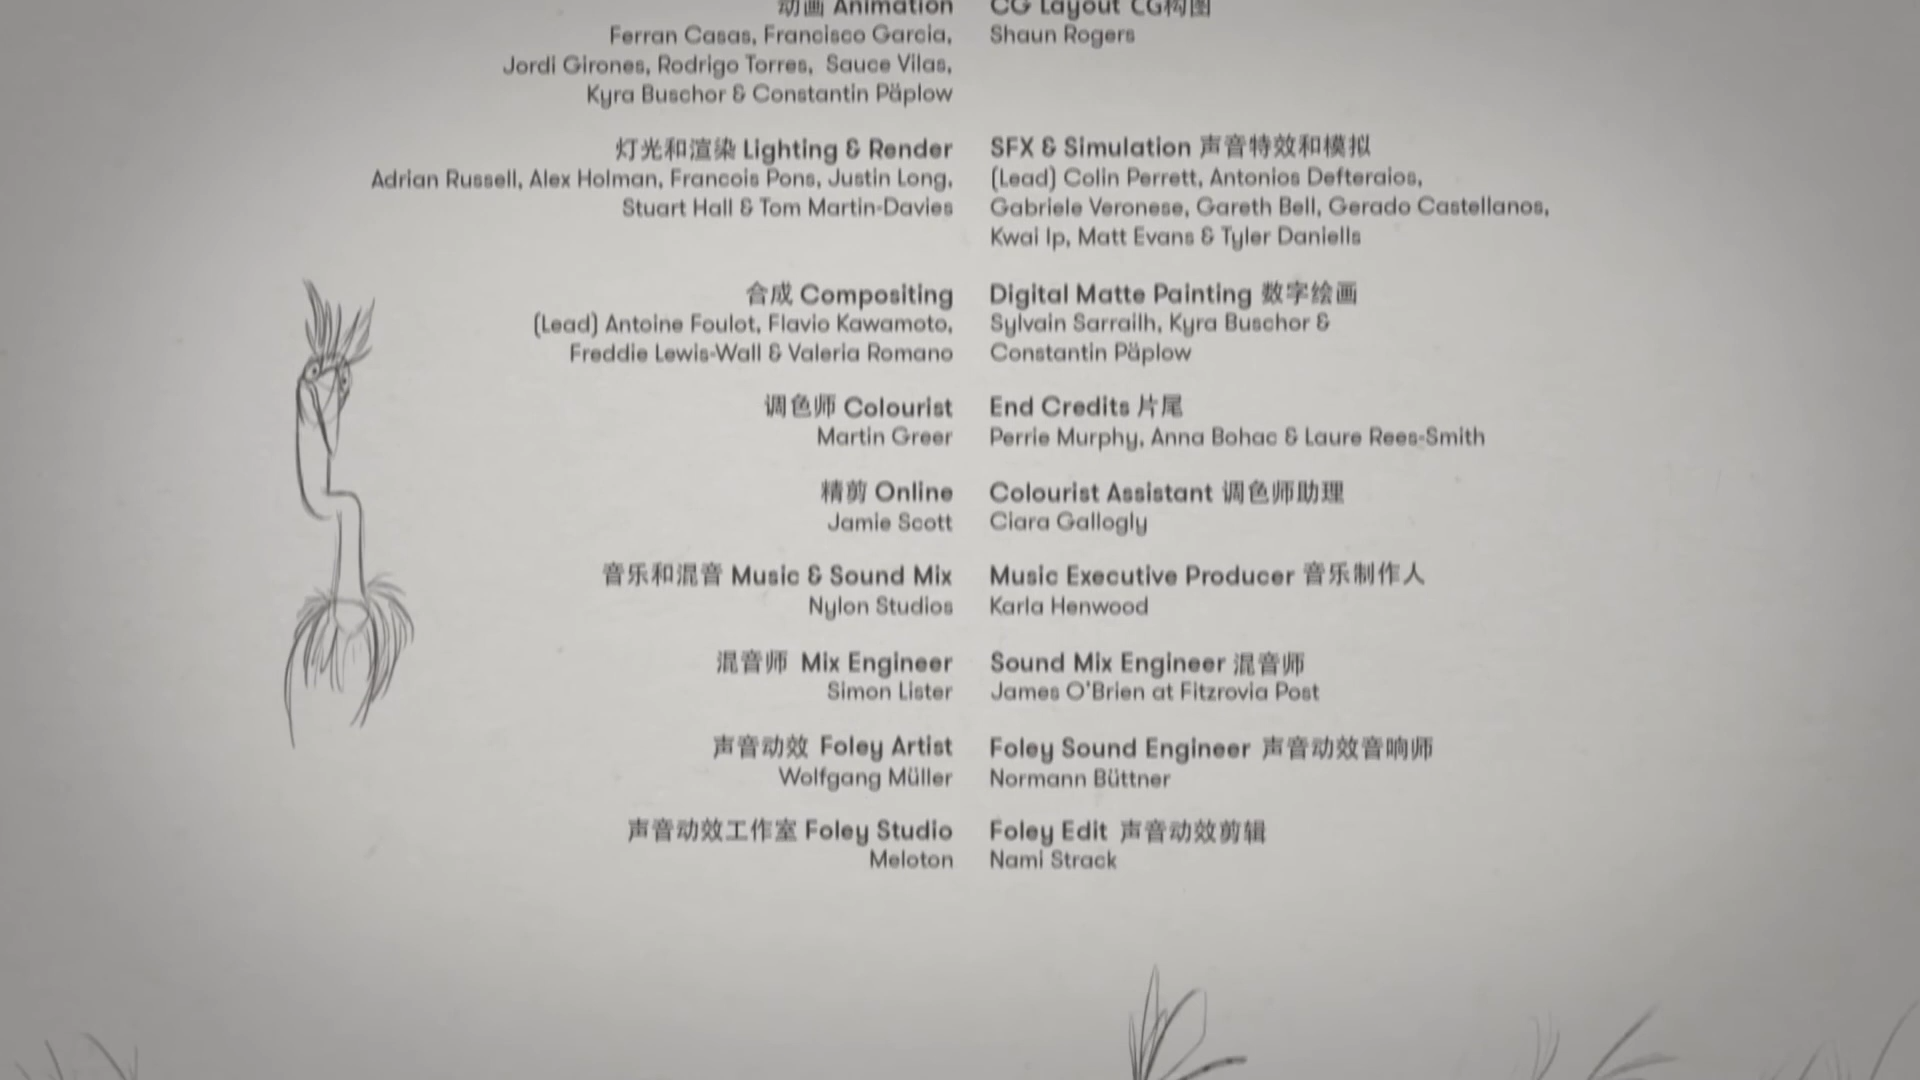 动画 Animation
Ferran Casas, Francisco Garcia,
Jordi Girones, Rodrigo Torres, Sauce Vilas,
Kyra Buschor & Constantin Päplow
CG Layout CG构图
Shaun Rogers
灯光和渲染 Lighting & Render
Adrian Russell, Alex Holman, Francois Pons, Justin Long,
Stuart Hall & Tom Martin-Davies
SFX & Simulation 声音特效和模拟
(Lead) Colin Perrett, Antonios Defteraios,
Gabriele Veronese, Gareth Bell, Gerado Castellanos,
Kwai Ip, Matt Evans & Tyler Daniells
合成 Compositing
(Lead) Antoine Foulot, Flavio Kawamoto,
Freddie Lewis-Wall & Valeria Romano
Digital Matte Painting 数字绘画
Sylvain Sarrailh, Kyra Buschor &
Constantin Päplow
调色师 Colourist
Martin Greer
End Credits 片尾
Perrie Murphy, Anna Bohac & Laure Rees-Smith
精剪 Online
Jamie Scott
Colourist Assistant 调色师助理
Ciara Gallogly
音乐和混音 Music & Sound Mix
Nylon Studios
Music Executive Producer 音乐制作人
Karla Henwood
混音师 Mix Engineer
Simon Lister
Sound Mix Engineer 混音师
James O'Brien at Fitzrovia Post
声音动效 Foley Artist
Wolfgang Müller
Foley Sound Engineer 声音动效音响师
Normann Büttner
声音动效工作室 Foley Studio
Meloton
Foley Edit 声音动效剪辑
Nami Strack